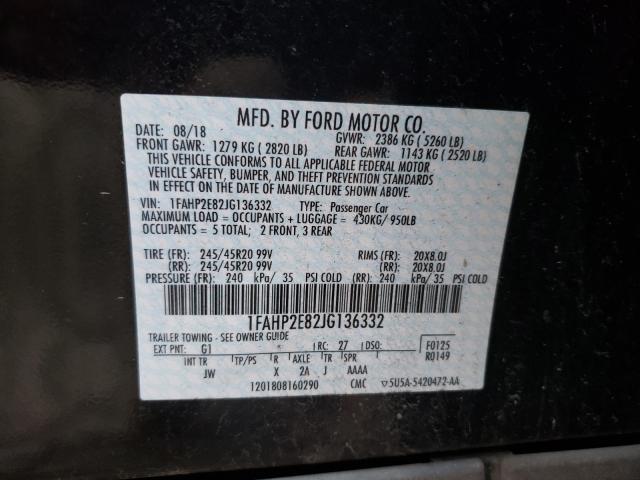 MFD. BY FORD MOTOR CO.
DATE: 08/18 GVWR: 2386 KG ( 5260 LB)
FRONT GAWR: 1279 KG ( 2820 LB) REAR GAWR: 1143 KG ( 2520 LB)
THIS VEHICLE CONFORMS TO ALL APPLICABLE FEDERAL MOTOR
VEHICLE SAFETY, BUMPER, AND THEFT PREVENTION STANDARDS
IN EFFECT ON THE DATE OF MANUFACTURE SHOWN ABOVE.
VIN: 1FAHP2E82JG136332 TYPE: Passenger Car
MAXIMUM LOAD = OCCUPANTS + LUGGAGE = 430KG/950LB
OCCUPANTS = 5 TOTAL; 2 FRONT, 3 REAR
TIRE (FR): 245/45R20 99V RIMS (FR): 20X8.0J
(RR): 245/45R20 99V (RR): 20X8.0J
PRESSURE (FR): 240 kPa/ 35 PSI COLD (RR): 240 kPa/ 35 PSI COLD
1FAHP2E82JG136332
TRAILER TOWING - SEE OWNER GUIDE F0125
EXT PNT: G1 RC: 27 DSO: R0149
INT TR TP/PS R AXLE TR SPR
JW X 2A J AAAA
1201808160290 CMC ▽5U5A-5420472-AA